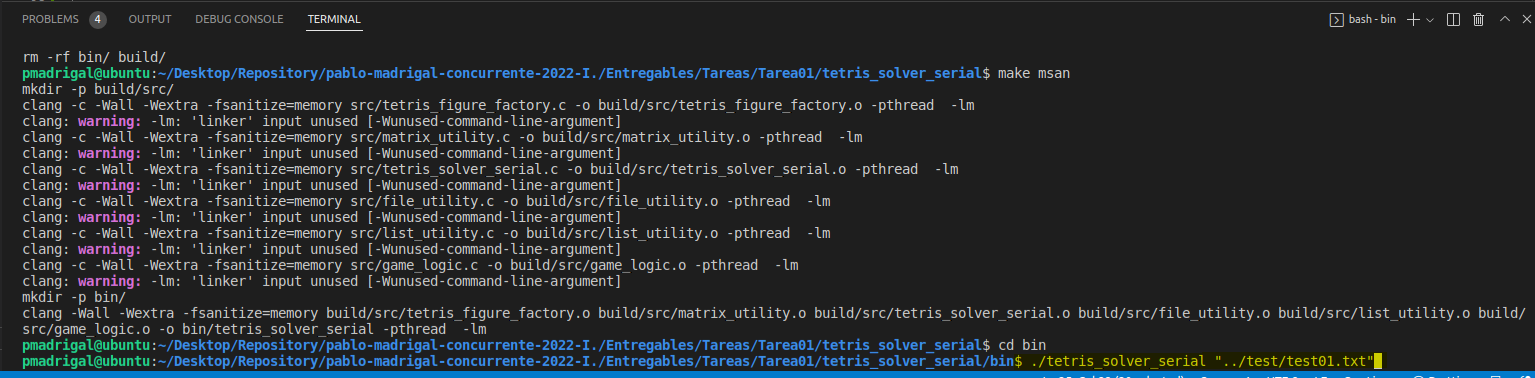 PROBLEMS 4 OUTPUT DEBUG CONSOLE TERMINAL bash - bin
rm -rf bin/ build/
pmadrigal@ubuntu:~/Desktop/Repository/pablo-madrigal-concurrente-2022-I./Entregables/Tareas/Tarea01/tetris_solver_serial$ make msan
mkdir -p build/src/
clang -c -Wall -Wextra -fsanitize=memory src/tetris_figure_factory.c -o build/src/tetris_figure_factory.o -pthread  -lm
clang: warning: -lm: 'linker' input unused [-Wunused-command-line-argument]
clang -c -Wall -Wextra -fsanitize=memory src/matrix_utility.c -o build/src/matrix_utility.o -pthread  -lm
clang: warning: -lm: 'linker' input unused [-Wunused-command-line-argument]
clang -c -Wall -Wextra -fsanitize=memory src/tetris_solver_serial.c -o build/src/tetris_solver_serial.o -pthread  -lm
clang: warning: -lm: 'linker' input unused [-Wunused-command-line-argument]
clang -c -Wall -Wextra -fsanitize=memory src/file_utility.c -o build/src/file_utility.o -pthread  -lm
clang: warning: -lm: 'linker' input unused [-Wunused-command-line-argument]
clang -c -Wall -Wextra -fsanitize=memory src/list_utility.c -o build/src/list_utility.o -pthread  -lm
clang: warning: -lm: 'linker' input unused [-Wunused-command-line-argument]
clang -c -Wall -Wextra -fsanitize=memory src/game_logic.c -o build/src/game_logic.o -pthread  -lm
clang: warning: -lm: 'linker' input unused [-Wunused-command-line-argument]
mkdir -p bin/
clang -Wall -Wextra -fsanitize=memory build/src/tetris_figure_factory.o build/src/matrix_utility.o build/src/tetris_solver_serial.o build/src/file_utility.o build/src/list_utility.o build/
src/game_logic.o -o bin/tetris_solver_serial -pthread  -lm
pmadrigal@ubuntu:~/Desktop/Repository/pablo-madrigal-concurrente-2022-I./Entregables/Tareas/Tarea01/tetris_solver_serial$ cd bin
pmadrigal@ubuntu:~/Desktop/Repository/pablo-madrigal-concurrente-2022-I./Entregables/Tareas/Tarea01/tetris_solver_serial/bin$ ./tetris_solver_serial "../test/test01.txt"